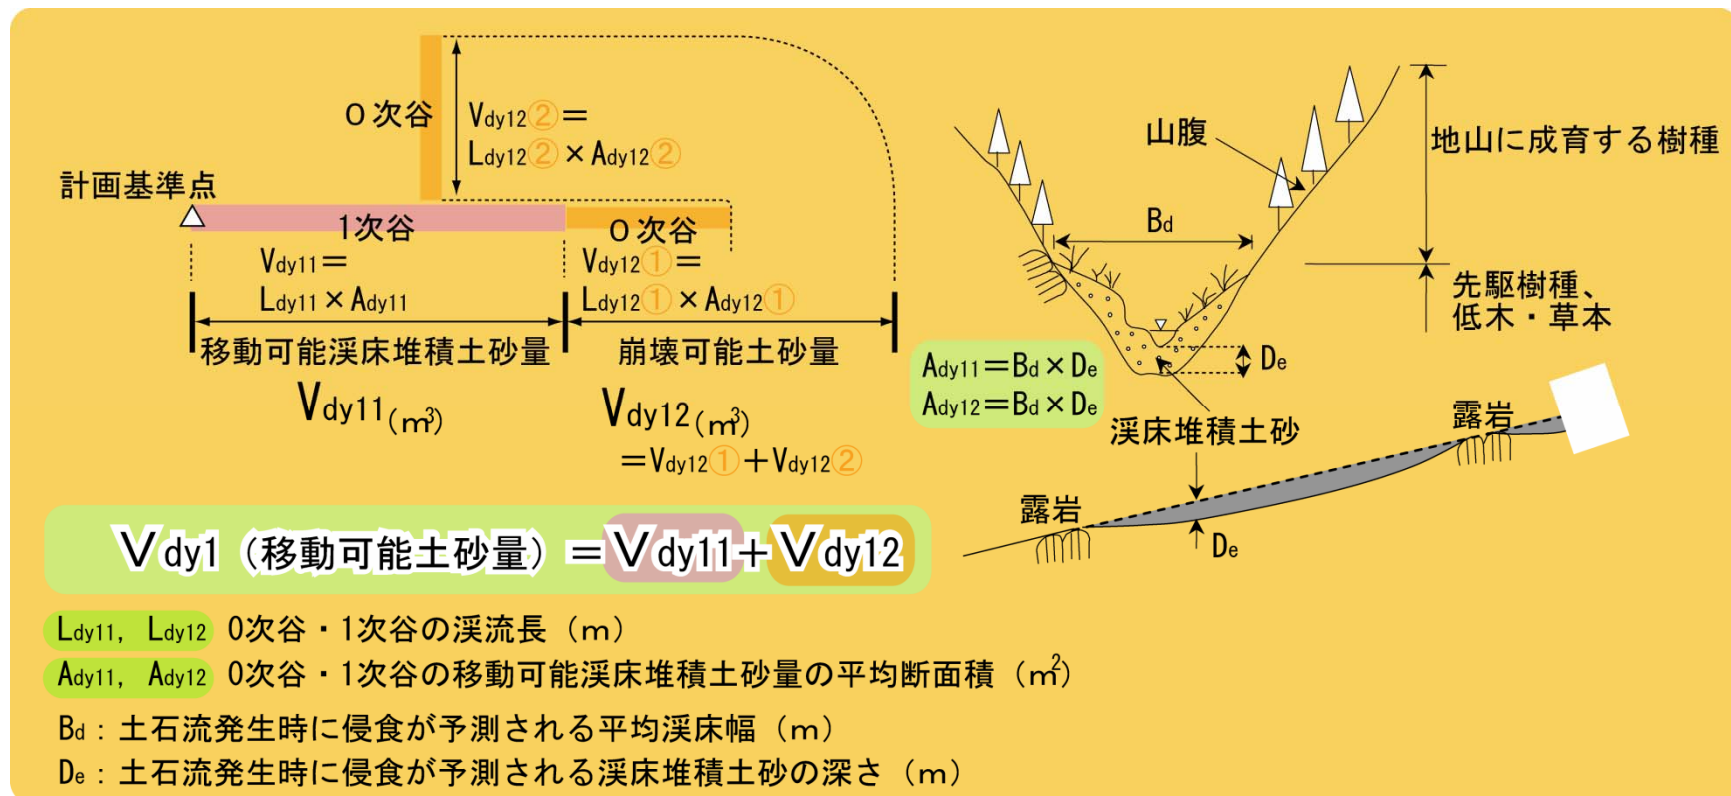 0次谷
Vdy12②＝
Ldy12②×Ady12②
計画基準点
1次谷
0次谷
Vdy11＝
Ldy11×Ady11
Vdy12①＝
Ldy12①×Ady12①
移動可能渓床堆積土砂量
Vdy11(m³)
崩壊可能土砂量
Vdy12(m³)
＝Vdy12①＋Vdy12②
山腹
地山に成育する樹種
Bd
先駆樹種、
低木・草本
De
Ady11＝Bd×De
Ady12＝Bd×De
渓床堆積土砂
露岩
露岩
De
Vdy1（移動可能土砂量）＝Vdy11＋Vdy12
Ldy11, Ldy12 0次谷・1次谷の渓流長（m）
Ady11, Ady12 0次谷・1次谷の移動可能渓床堆積土砂量の平均断面積（m²）
Bd：土石流発生時に侵食が予測される平均渓床幅（m）
De：土石流発生時に侵食が予測される渓床堆積土砂の深さ（m）